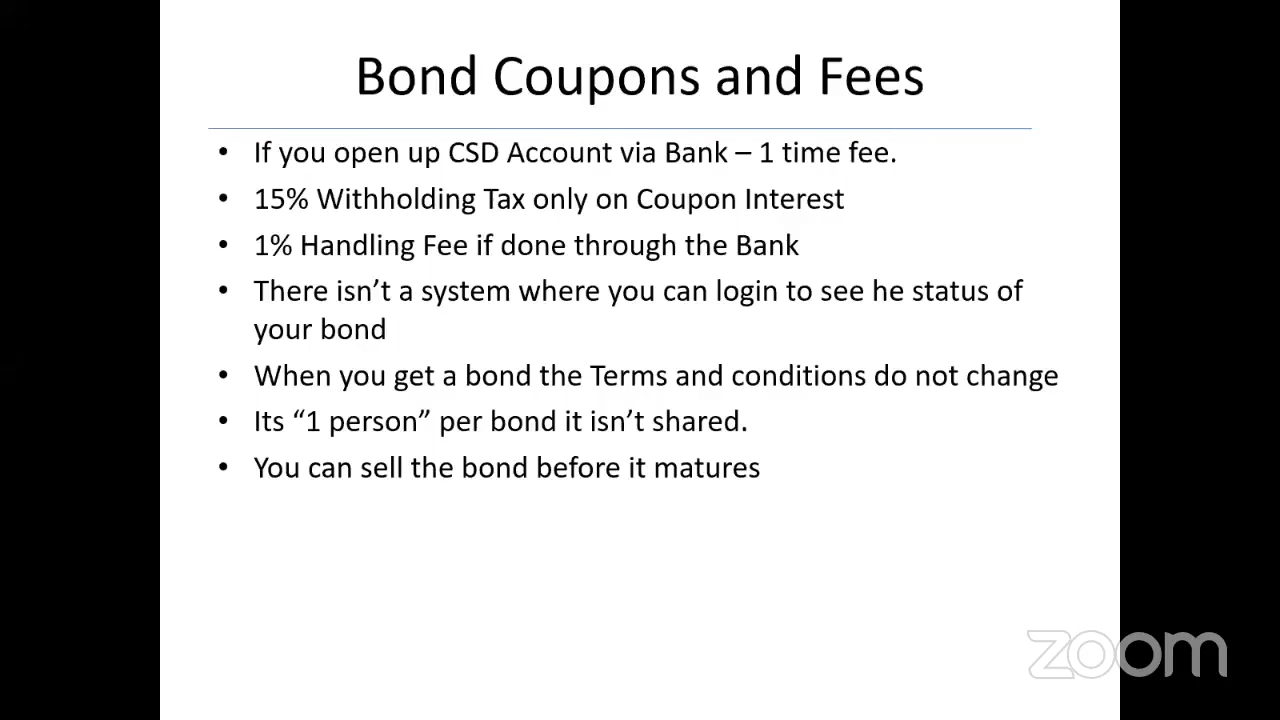 Bond Coupons and Fees
• If you open up CSD Account via Bank – 1 time fee.
• 15% Withholding Tax only on Coupon Interest
• 1% Handling Fee if done through the Bank
• There isn’t a system where you can login to see he status of
your bond
• When you get a bond the Terms and conditions do not change
• Its “1 person” per bond it isn’t shared.
• You can sell the bond before it matures
zoom